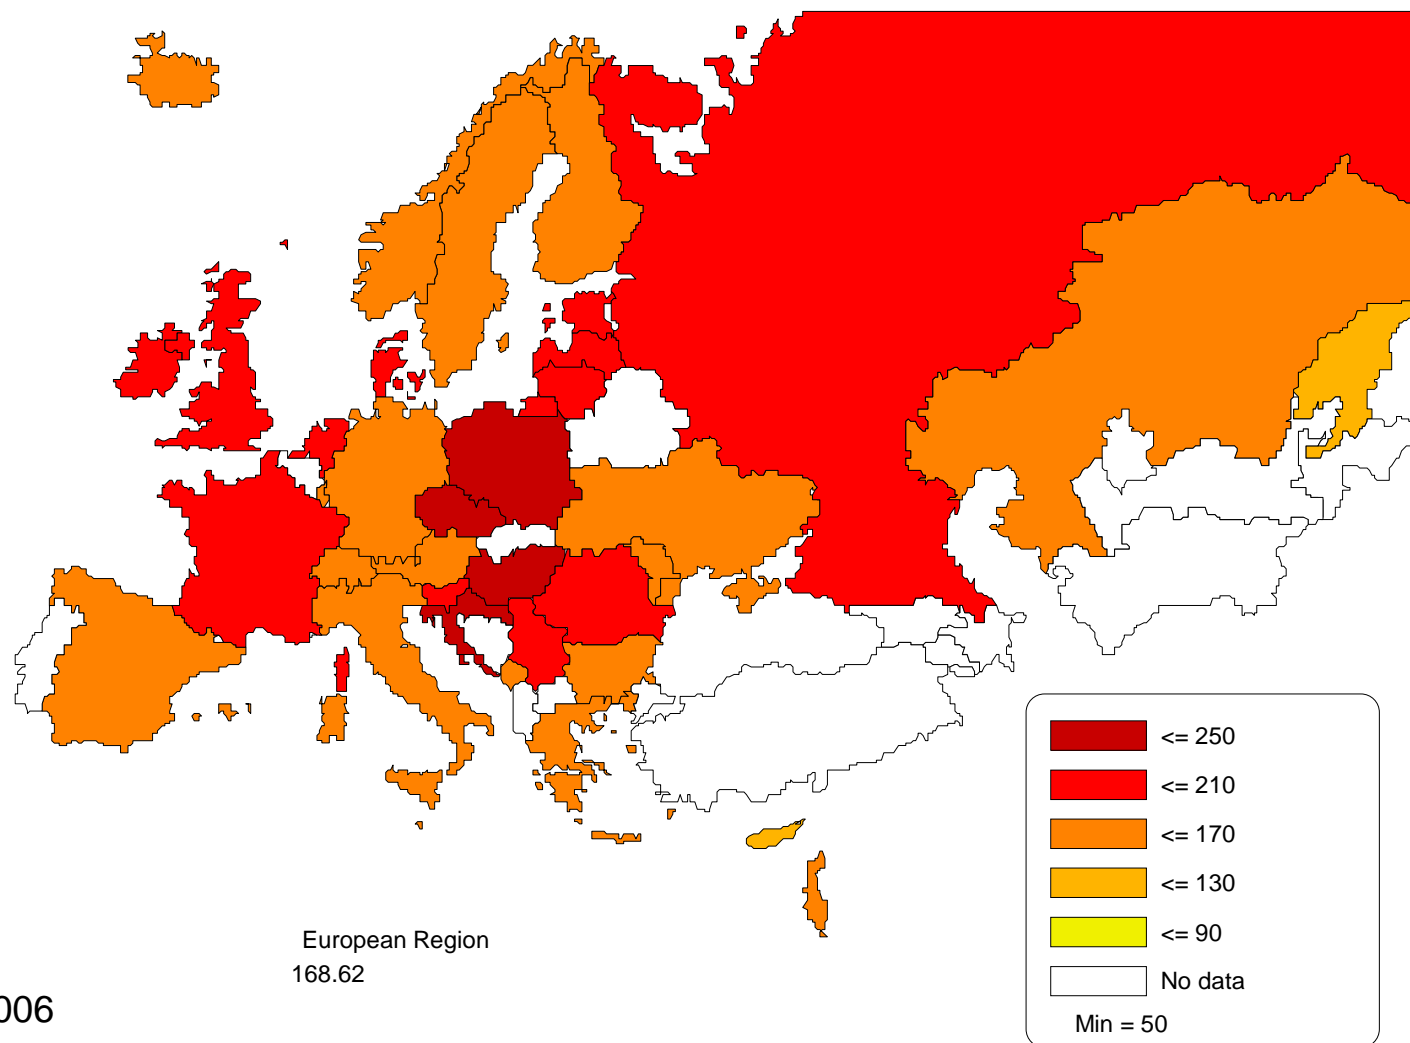 <= 250
<= 210
<= 170
<= 130
<= 90
No data
Min = 50
European Region
168.62
006